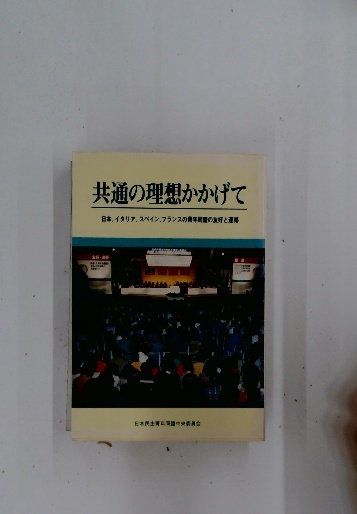 共通の理想かかげて
日本、イタリア、スペイン、フランスの青年同盟の友好と連帯
日本民主青年同盟中央委員会